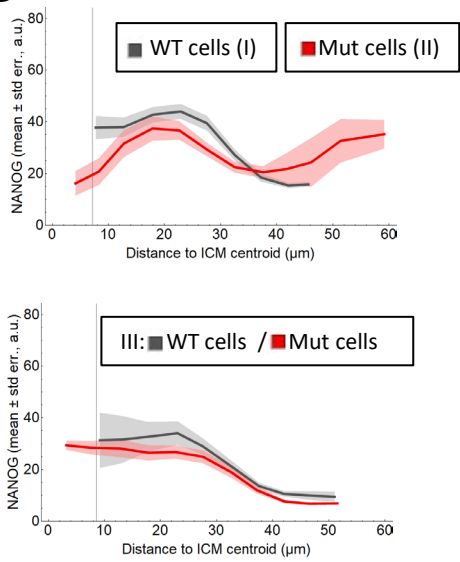 WT cells (I)
Mut cells (II)
NANOG (mean ± std err., a.u.)
80
60
40
20
0
0 10 20 30 40 50 60
Distance to ICM centroid (µm)
III: WT cells / Mut cells
NANOG (mean ± std err., a.u.)
80
60
40
20
0
0 10 20 30 40 50 60
Distance to ICM centroid (µm)